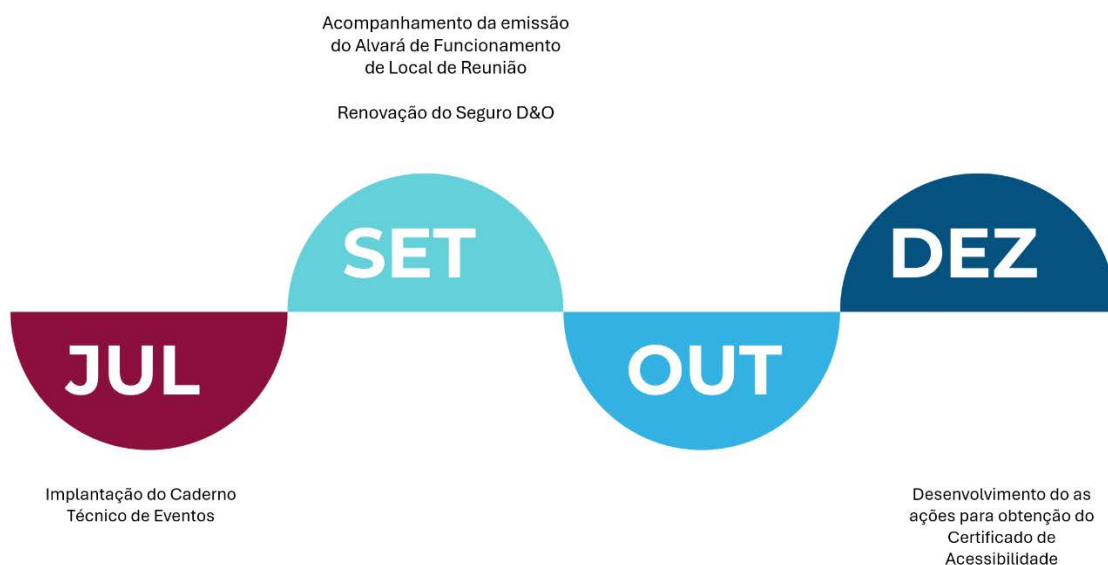 Acompanhamento da emissão
do Alvará de Funcionamento
de Local de Reunião
Renovação do Seguro D&O
SET
DEZ
JUL
OUT
Implantação do Caderno
Técnico de Eventos
Desenvolvimento do as
ações para obtenção do
Certificado de
Acessibilidade